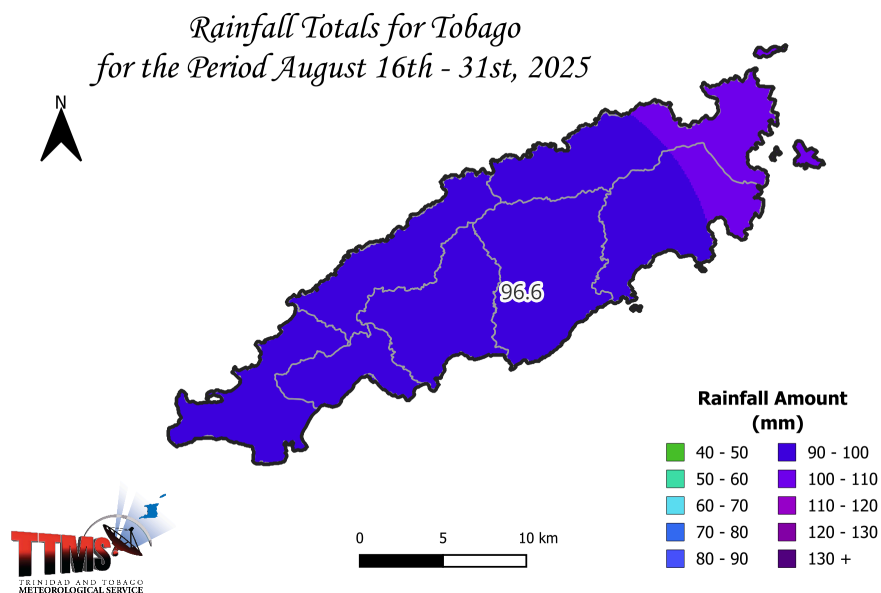 Rainfall Totals for Tobago
for the Period August 16th - 31st, 2025
N
96.6
Rainfall Amount
(mm)
40 - 50
50 - 60
60 - 70
70 - 80
80 - 90
90 - 100
100 - 110
110 - 120
120 - 130
130 +
0 5 10 km
TTMS
TRINIDAD AND TOBAGO
METEOROLOGICAL SERVICE